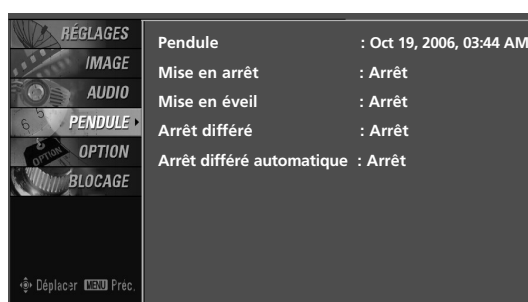 RÉGLAGES
IMAGE
AUDIO
PENDULE
OPTION
BLOCAGE
Déplacer MENU Préc.
Pendule : Oct 19, 2006, 03:44 AM
Mise en arrêt : Arrêt
Mise en éveil : Arrêt
Arrêt différé : Arrêt
Arrêt différé automatique : Arrêt